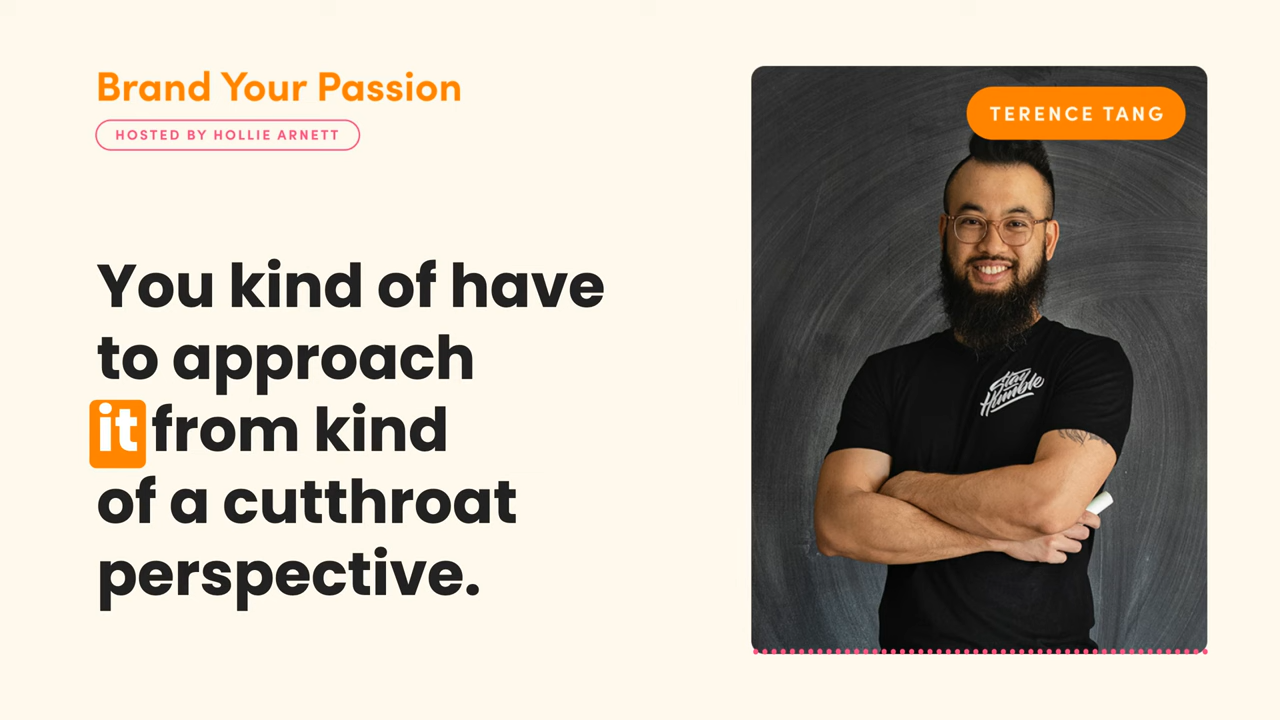 Brand Your Passion
HOSTED BY HOLLIE ARNETT
You kind of have
to approach
it from kind
of a cutthroat
perspective.
TERENCE TANG
Stay
Humble